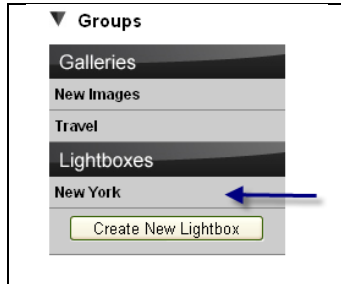 Groups
Galleries
New Images
Travel
Lightboxes
New York
Create New Lightbox